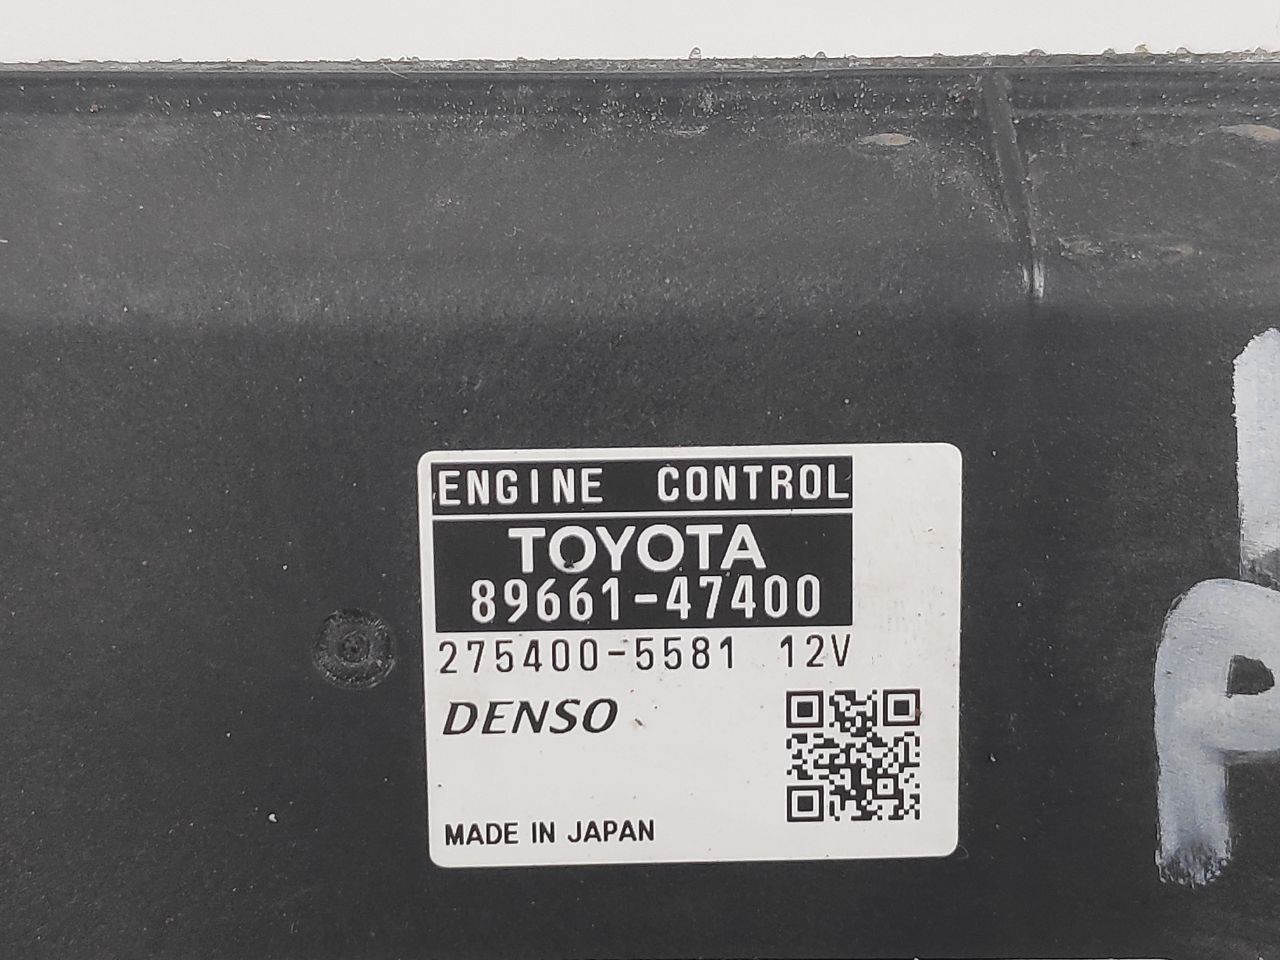 ENGINE CONTROL
TOYOTA
89661-47400
275400-5581 12V
DENSO
MADE IN JAPAN